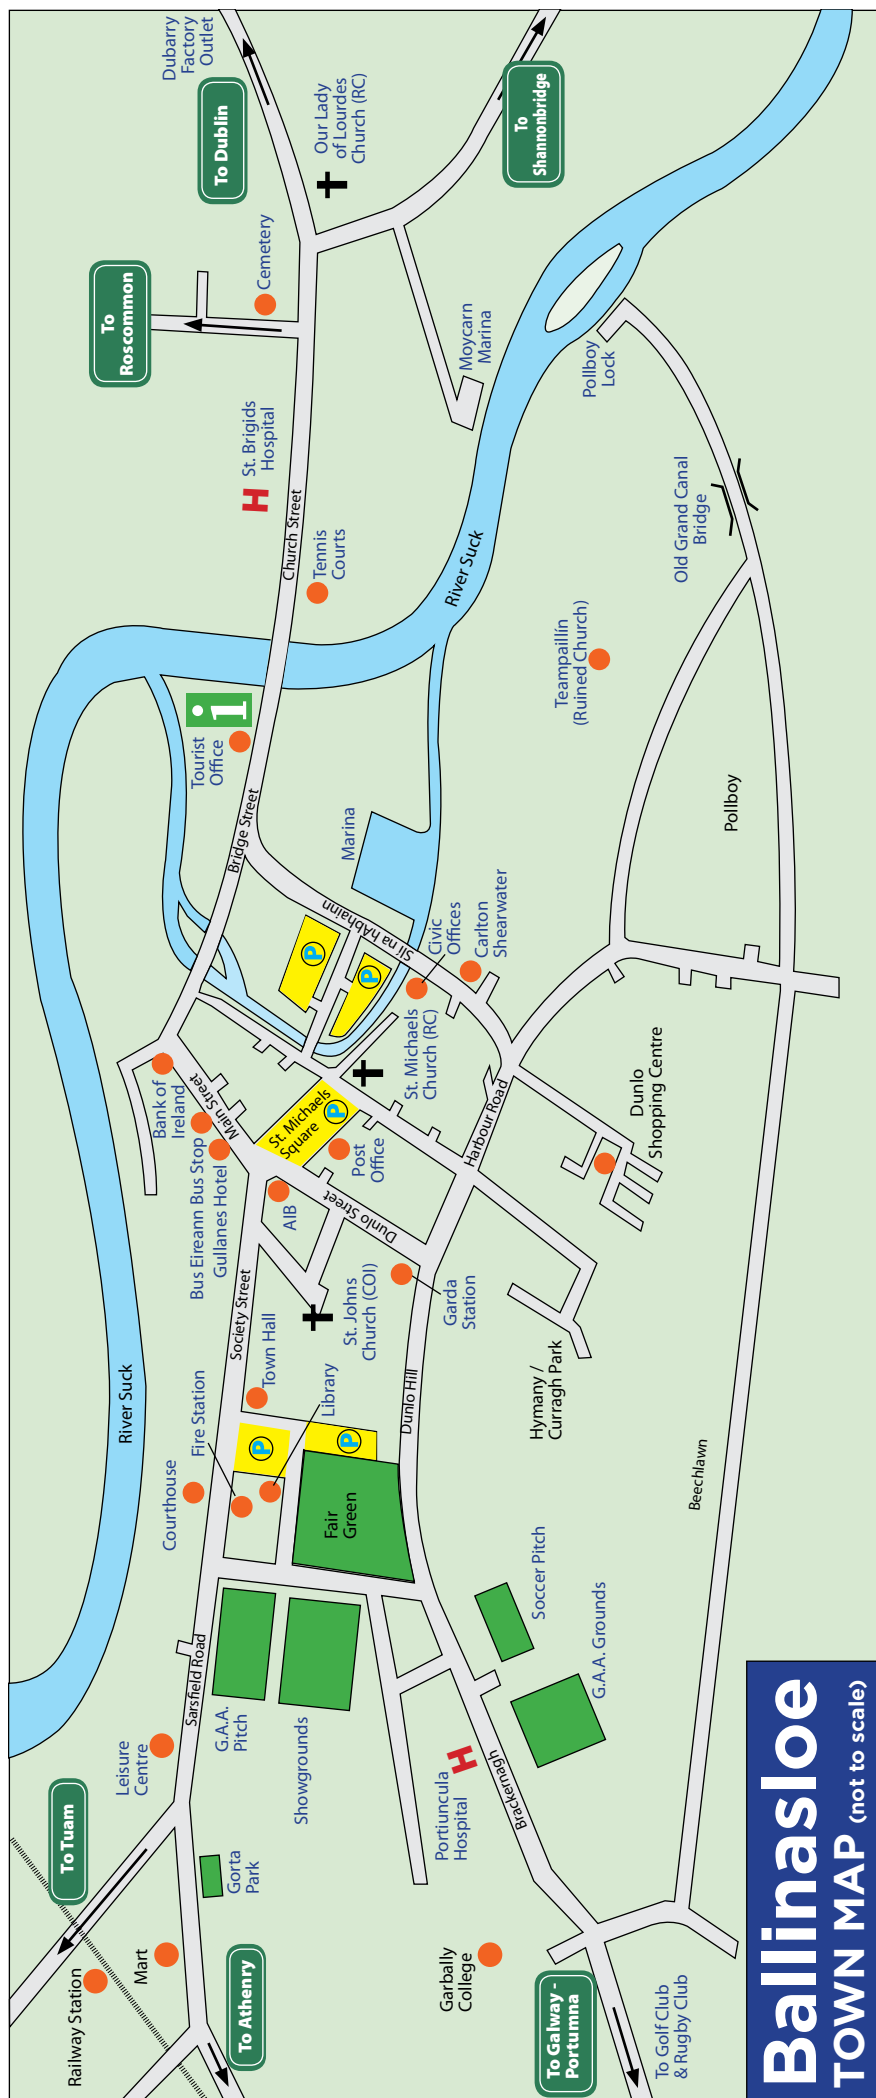 Ballinasloe
TOWN MAP (not to scale)
To Tuam
Railway Station
Mart
To Athenry
Leisure
Centre
Gorta
Park
Sarsfield Road
G.A.A.
Pitch
Showgrounds
Portiuncula
Hospital
H
Garbally
College
To Galway -
Portumna
To Golf Club
& Rugby Club
Brackernagh
G.A.A. Grounds
Soccer Pitch
River Suck
Courthouse
Fire Station
Town Hall
Library
P
P
Fair
Green
Dunlo Hill
Society Street
St. Johns
Church (COI)
Garda
Station
Hymany /
Curragh Park
Beechlawn
Bus Eireann Bus Stop
Gullanes Hotel
Bank of
Ireland
Main Street
AIB
Dunlo Street
St. Michaels
Square
P
Post
Office
St. Michaels
Church (RC)
Harbour Road
Dunlo
Shopping Centre
Civic
Offices
Carlton
Shearwater
P
P
Slí na hAbhainn
Marina
Bridge Street
Tourist
Office
i
Pollboy
Teampaillín
(Ruined Church)
River Suck
Tennis
Courts
Church Street
H
St. Brigids
Hospital
Old Grand Canal
Bridge
Pollboy
Lock
Moycarn
Marina
Cemetery
To
Roscommon
To Dublin
Dubarry
Factory
Outlet
Our Lady
of Lourdes
Church (RC)
To
Shannonbridge